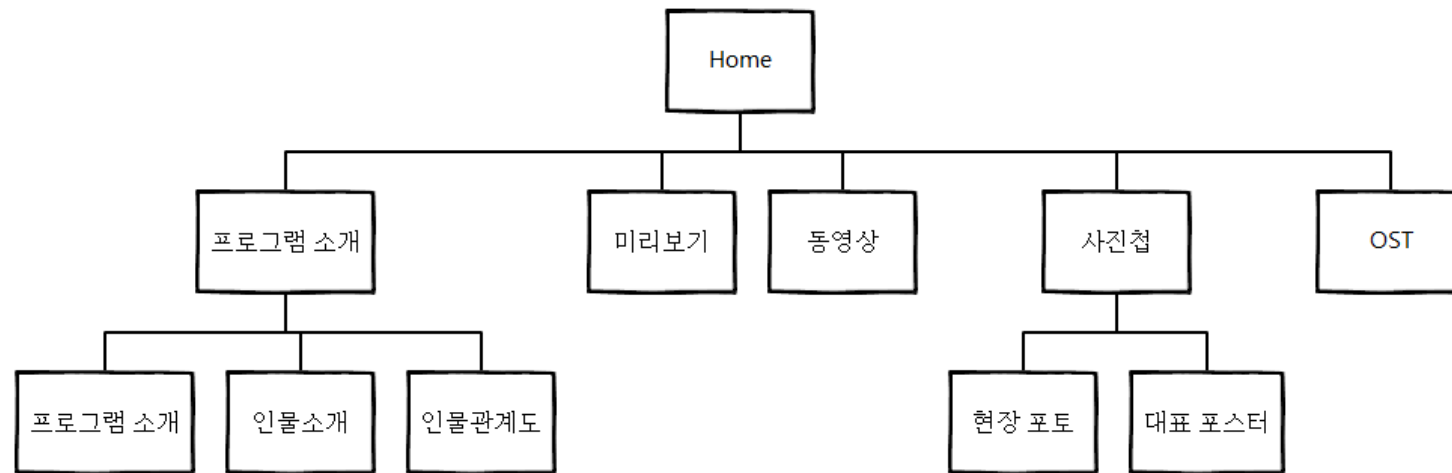 Home
프로그램 소개
미리보기
동영상
사진첩
OST
프로그램 소개
인물소개
인물관계도
현장 포토
대표 포스터